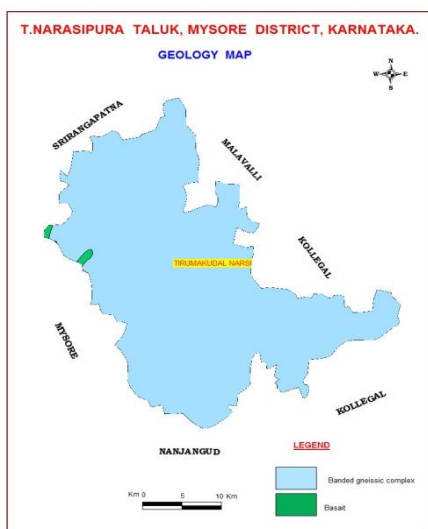 T.NARASIPURA TALUK, MYSORE DISTRICT, KARNATAKA.
GEOLOGY MAP
N
W E
S
SRIRANGAPATNA
MALAVALLI
KOLLEGAL
TIRUMAKUDAL NARSI
MYSORE
KOLLEGAL
NANJANGUD
LEGEND
Banded gneissic complex
Basait
Km 0 5 10 Km